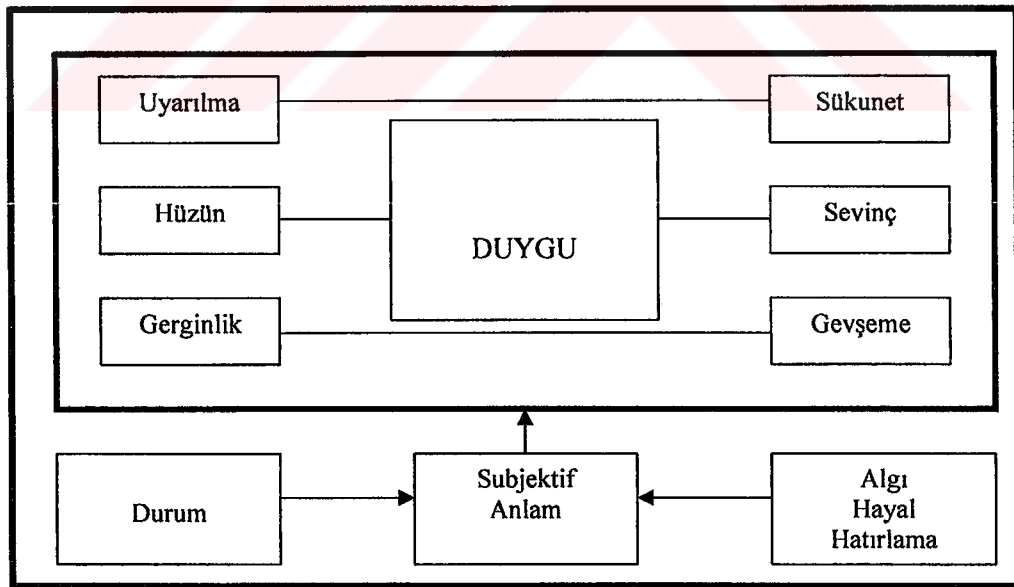 Uyarılma
Sükunet
Hüzün
DUYGU
Sevinç
Gerginlik
Gevşeme
Durum
Subjektif
Anlam
Algı
Hayal
Hatırlama